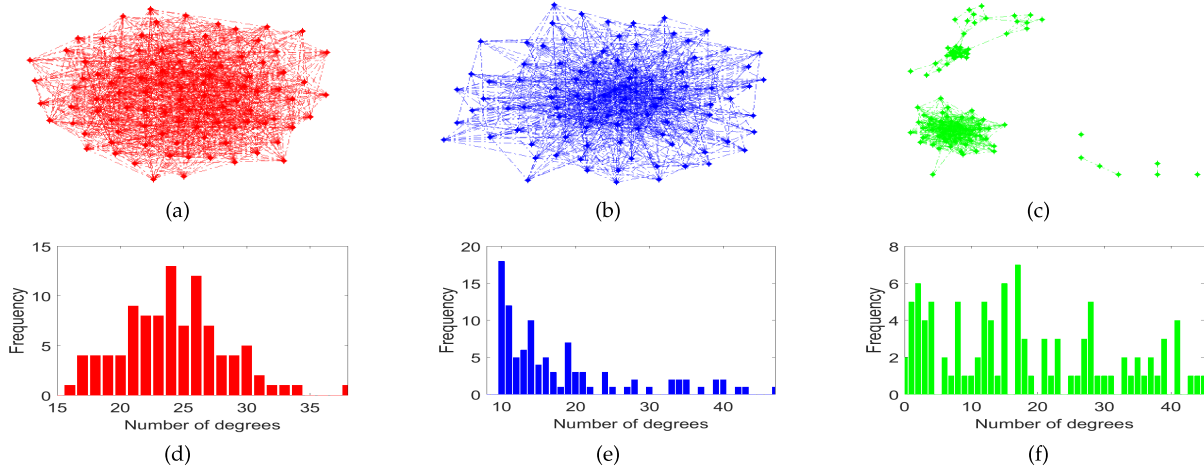 (a) (b) (c)
15
10
5
0
Frequency
15 20 25 30 35
Number of degrees
20
15
10
5
0
Frequency
10 20 30 40
Number of degrees
8
6
4
2
0
Frequency
0 10 20 30 40
Number of degrees
(d) (e) (f)